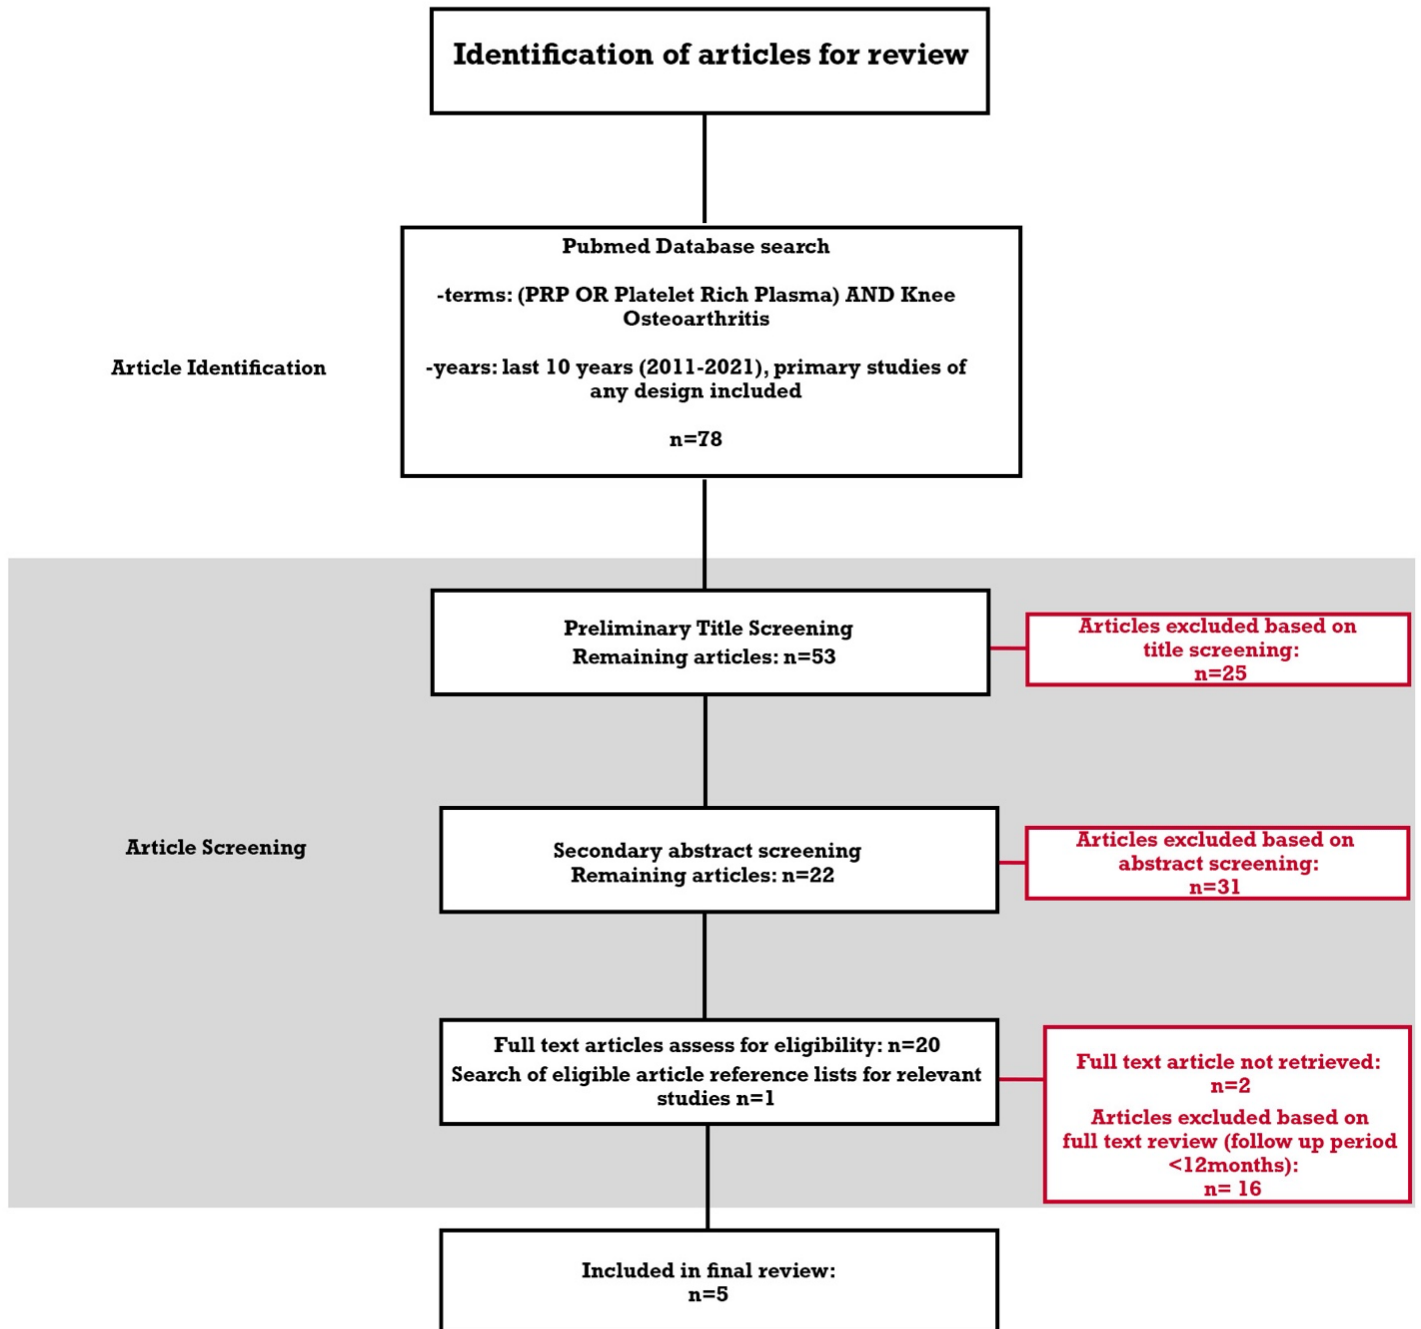 Identification of articles for review
Pubmed Database search
-terms: (PRP OR Platelet Rich Plasma) AND Knee
Osteoarthritis
-years: last 10 years (2011-2021), primary studies of
any design included
n=78
Article Identification
Preliminary Title Screening
Remaining articles: n=53
Articles excluded based on
title screening:
n=25
Article Screening
Secondary abstract screening
Remaining articles: n=22
Articles excluded based on
abstract screening:
n=31
Full text articles assess for eligibility: n=20
Search of eligible article reference lists for relevant
studies n=1
Full text article not retrieved:
n=2
Articles excluded based on
full text review (follow up period
<12months):
n= 16
Included in final review:
n=5